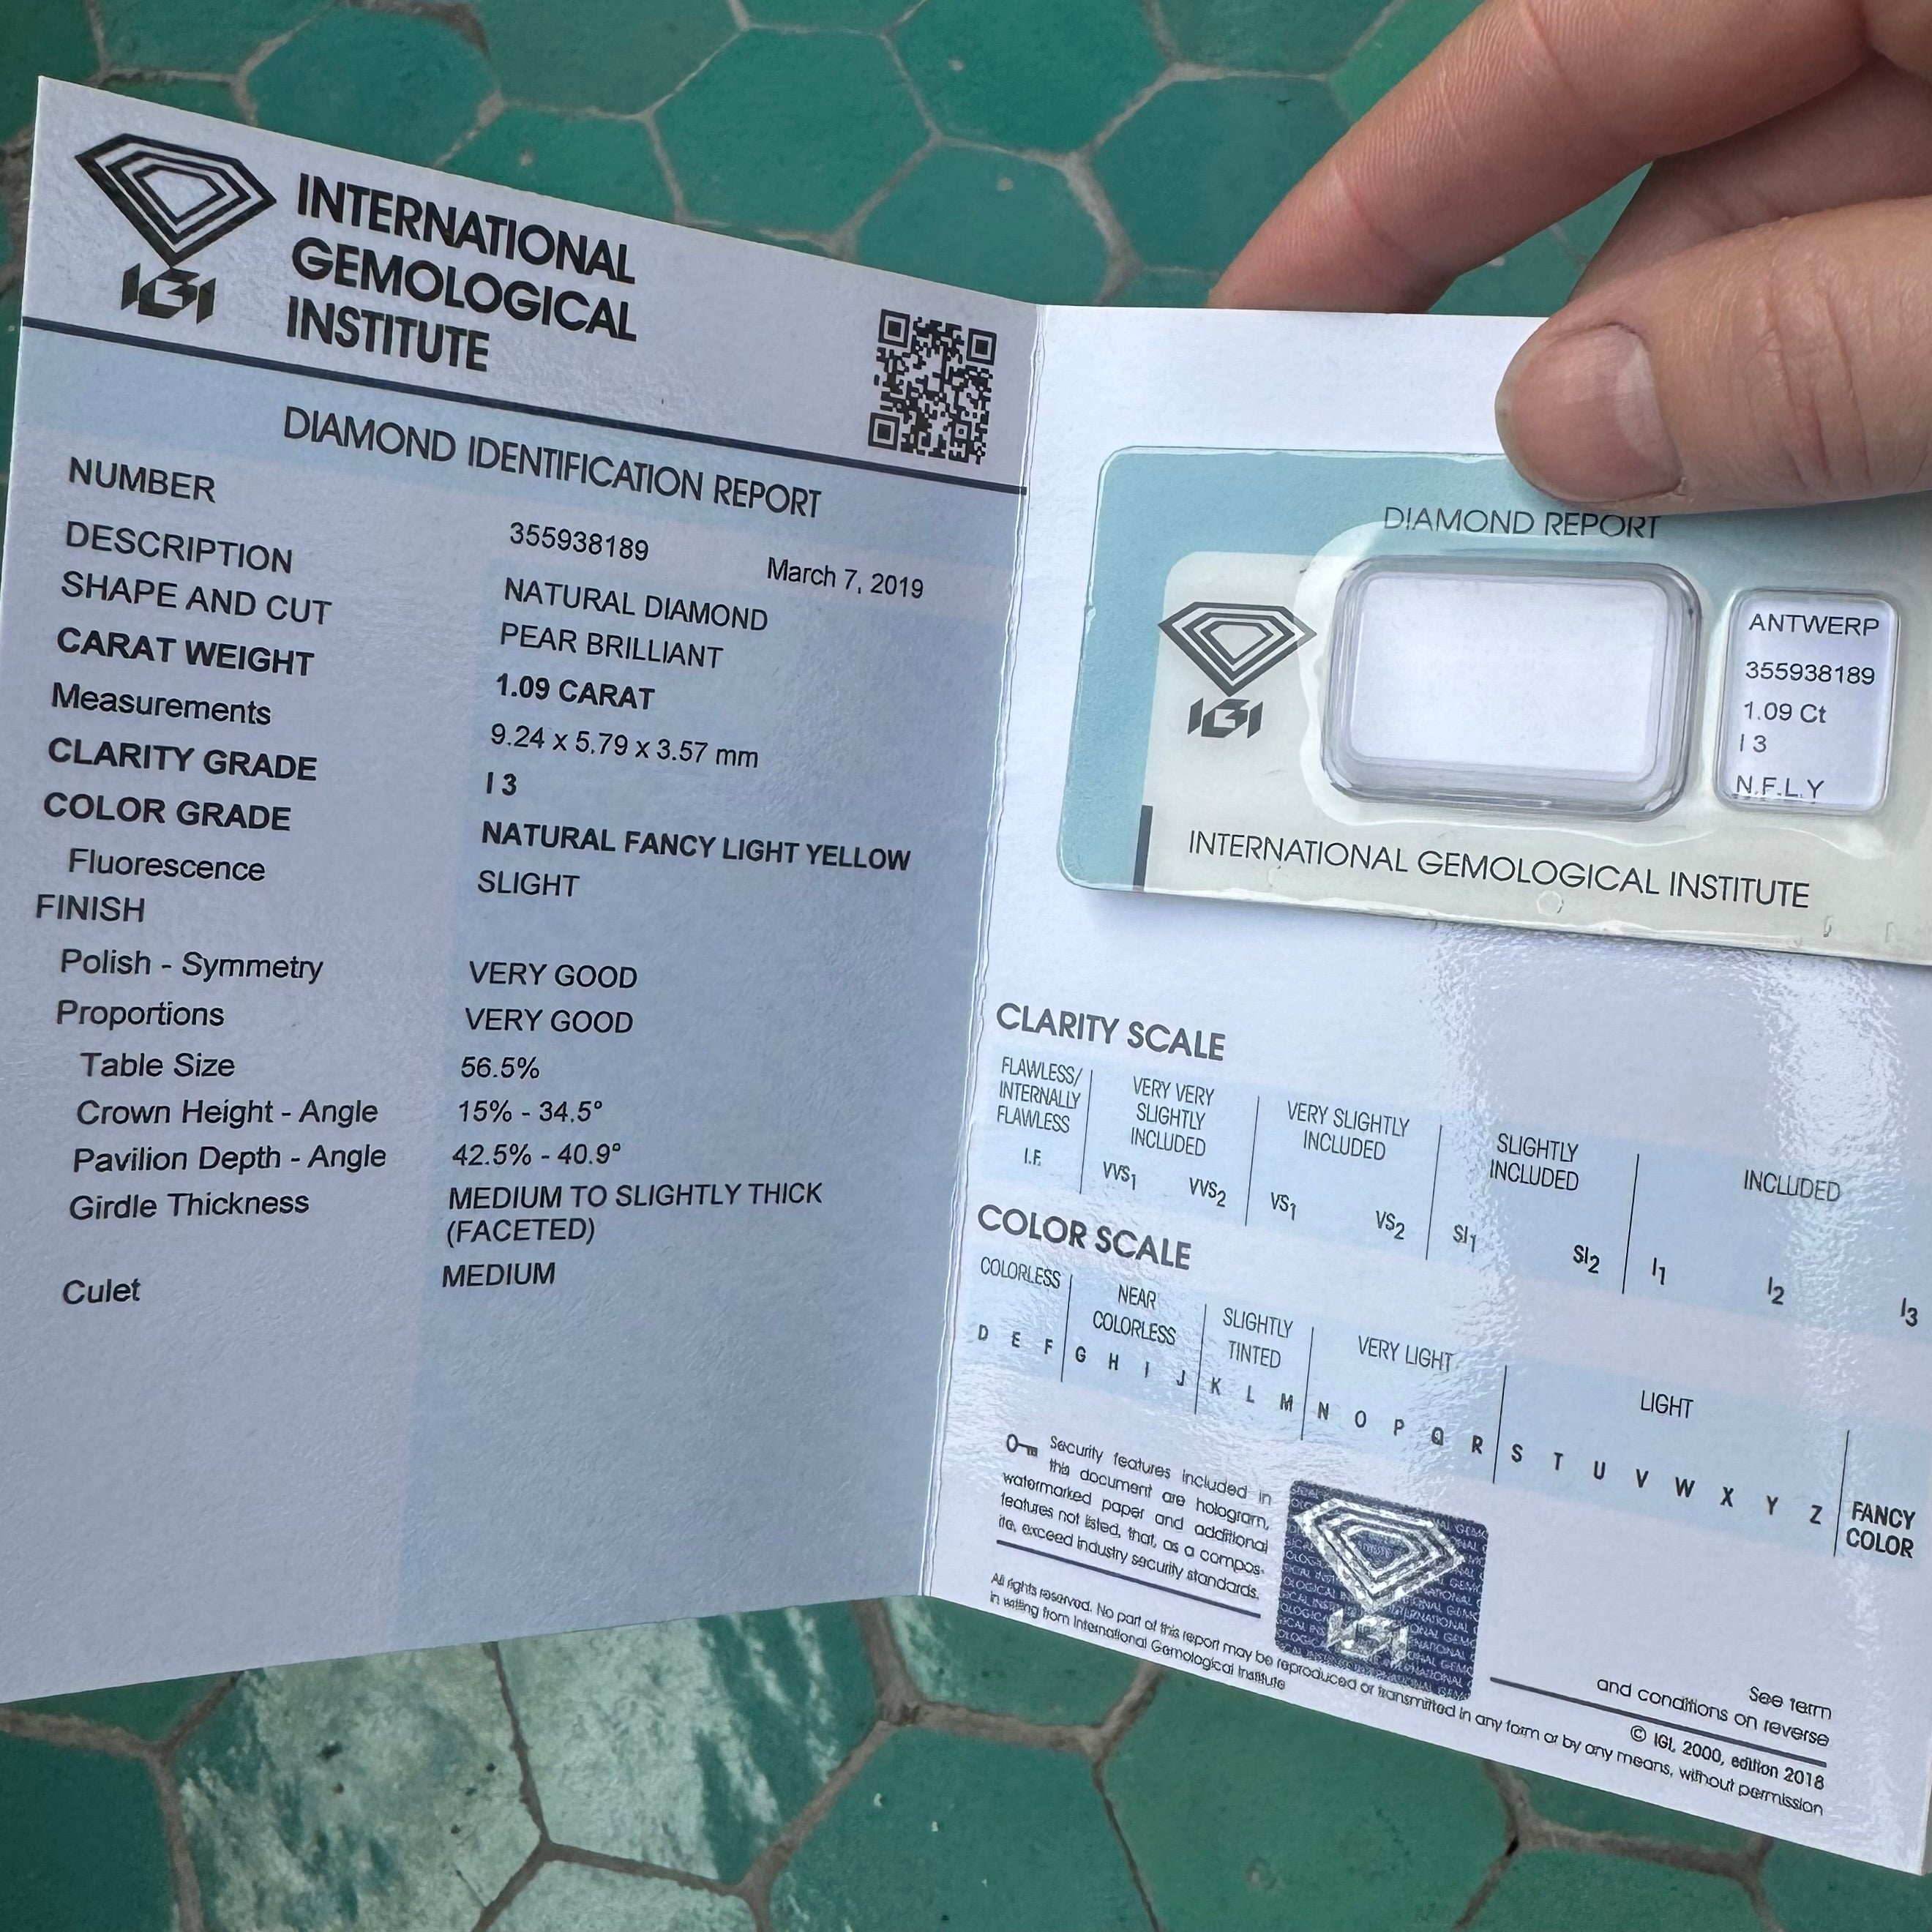 IGI
INTERNATIONAL
GEMOLOGICAL
INSTITUTE
DIAMOND IDENTIFICATION REPORT
NUMBER 355938189 March 7, 2019
DESCRIPTION NATURAL DIAMOND
SHAPE AND CUT PEAR BRILLIANT
CARAT WEIGHT 1.09 CARAT
Measurements 9.24 x 5.79 x 3.57 mm
CLARITY GRADE I 3
COLOR GRADE NATURAL FANCY LIGHT YELLOW
Fluorescence SLIGHT
FINISH
Polish - Symmetry VERY GOOD
Proportions VERY GOOD
Table Size 56.5%
Crown Height - Angle 15% - 34.5°
Pavilion Depth - Angle 42.5% - 40.9°
Girdle Thickness MEDIUM TO SLIGHTLY THICK
(FACETED)
Culet MEDIUM
DIAMOND REPORT
IGI
ANTWERP
355938189
1.09 Ct
I 3
N.F.L.Y
INTERNATIONAL GEMOLOGICAL INSTITUTE
CLARITY SCALE
FLAWLESS/
INTERNALLY
FLAWLESS
VERY VERY
SLIGHTLY
INCLUDED
VERY SLIGHTLY
INCLUDED
SLIGHTLY
INCLUDED
INCLUDED
I.F. VVS1 VVS2 VS1 VS2 SI1 SI2 I1 I2 I3
COLOR SCALE
COLORLESS
NEAR
COLORLESS
SLIGHTLY
TINTED
VERY LIGHT
LIGHT
D E F G H I J K L M N O P Q R S T U V W X Y Z
FANCY
COLOR
Security features included in
this document are hologram,
watermarked paper and additional
features not listed, that, as a compos-
ite, exceed industry security standards.
IGI
See term
and conditions on reverse
© IGI, 2000, edition 2018
All rights reserved. No part of this report may be reproduced or transmitted in any form or by any means, without permission
in writing from International Gemological Institute